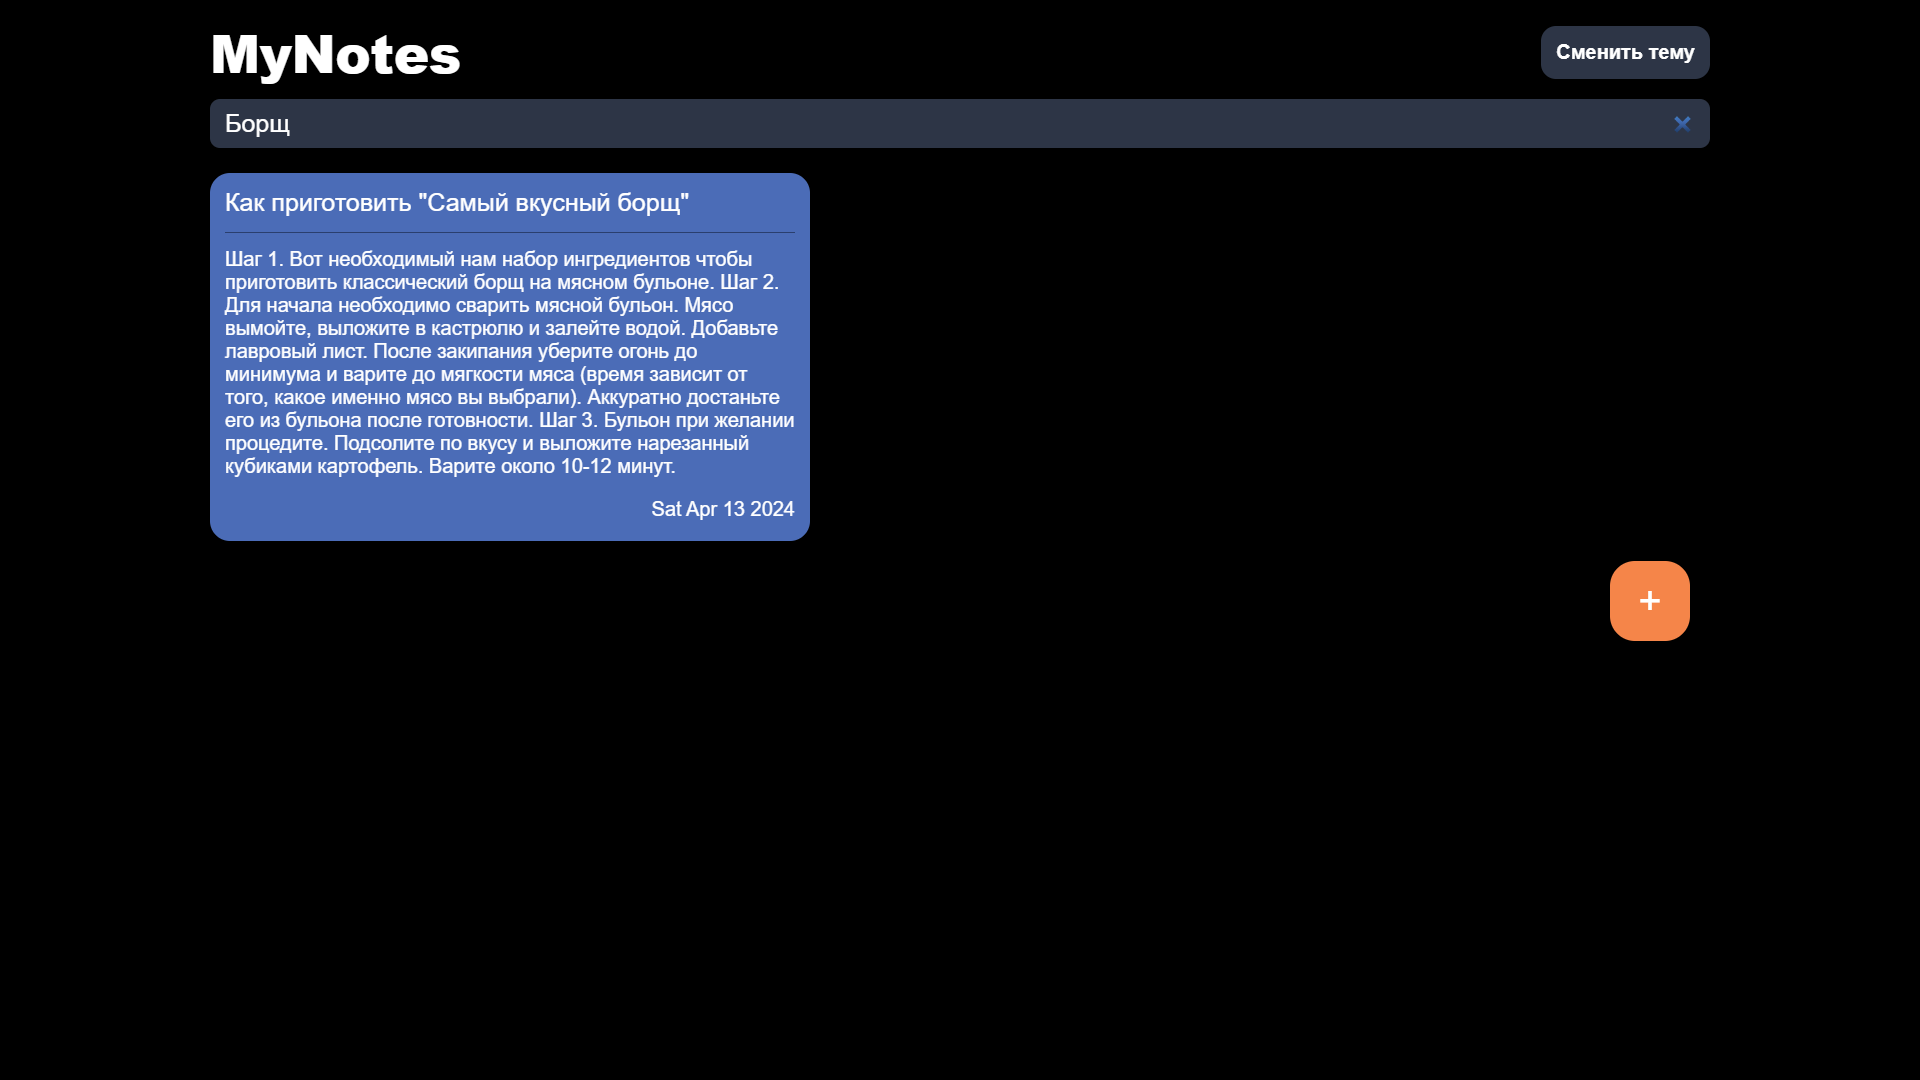 MyNotes
Сменить тему
Борщ
Как приготовить "Самый вкусный борщ"
Шаг 1. Вот необходимый нам набор ингредиентов чтобы
приготовить классический борщ на мясном бульоне. Шаг 2.
Для начала необходимо сварить мясной бульон. Мясо
вымойте, выложите в кастрюлю и залейте водой. Добавьте
лавровый лист. После закипания уберите огонь до
минимума и варите до мягкости мяса (время зависит от
того, какое именно мясо вы выбрали). Аккуратно достаньте
его из бульона после готовности. Шаг 3. Бульон при желании
процедите. Подсолите по вкусу и выложите нарезанный
кубиками картофель. Варите около 10-12 минут.
Sat Apr 13 2024
+